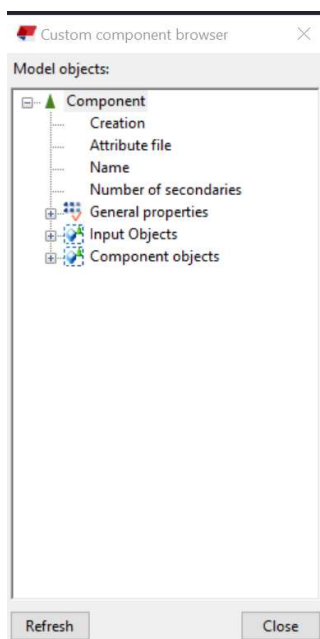 Custom component browser
Model objects:
Component
Creation
Attribute file
Name
Number of secondaries
General properties
Input Objects
Component objects
Refresh
Close